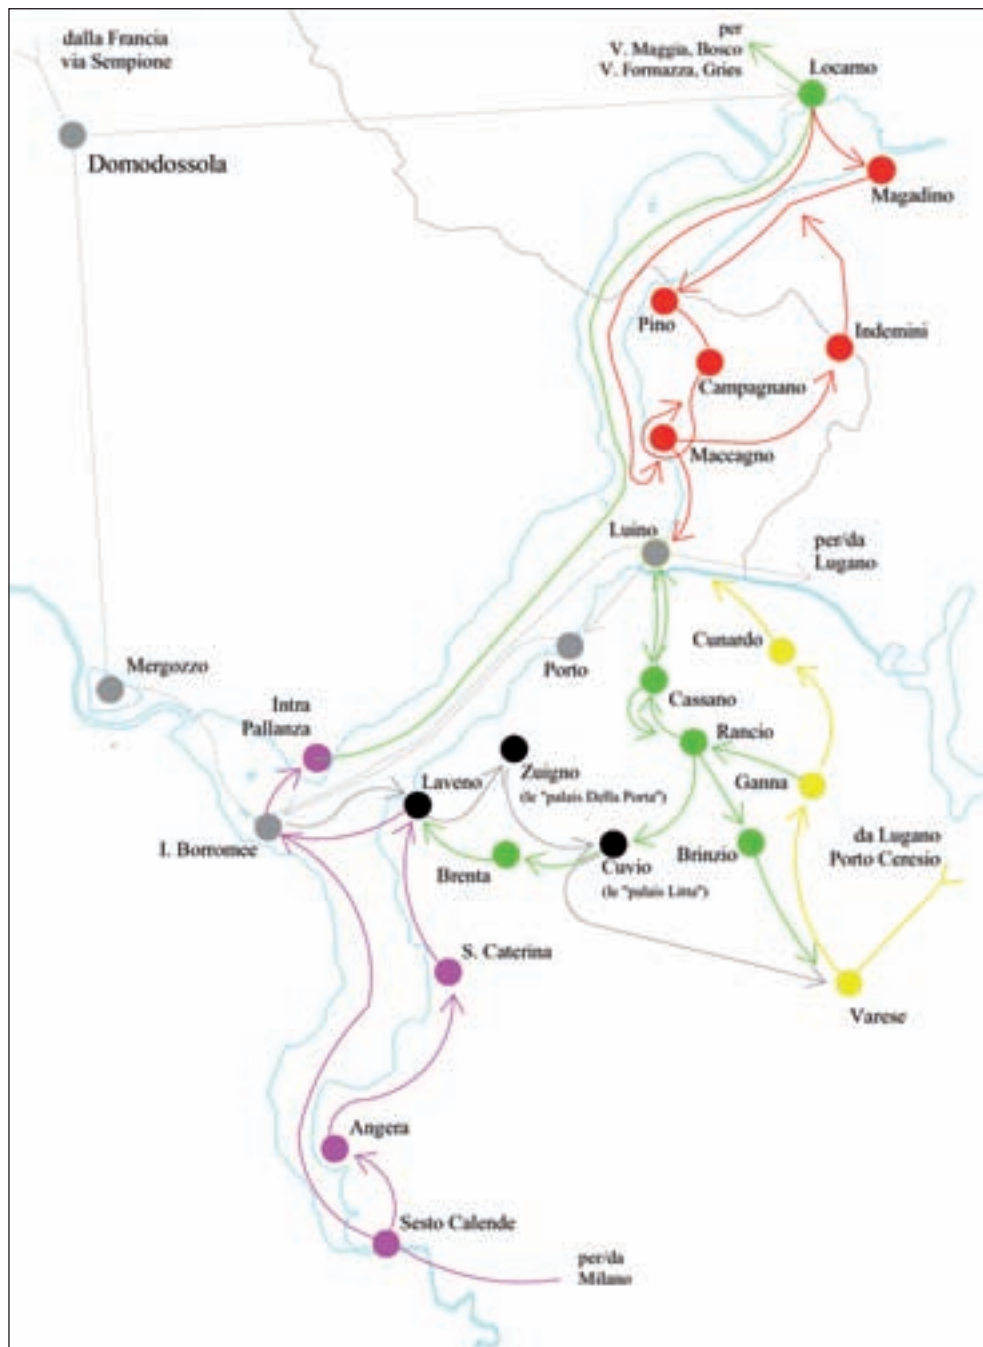 dalla Francia
via Sempione
per
V. Maggia, Bosco
V. Formazza, Gries
Locarno
Domodossola
Magadino
Pino
Indemini
Campagnano
Maccagno
Luino
per/da
Lugano
Mergozzo
Porto
Cunardo
Cassano
Intra
Pallanza
Rancio
Zuigno
(le "palais Della Porta")
Laveno
Ganna
I. Borromee
Brenta
Cuvio
(le "palais Litta")
Brinzio
da Lugano
Porto Ceresio
S. Caterina
Varese
Angera
Sesto Calende
per/da
Milano